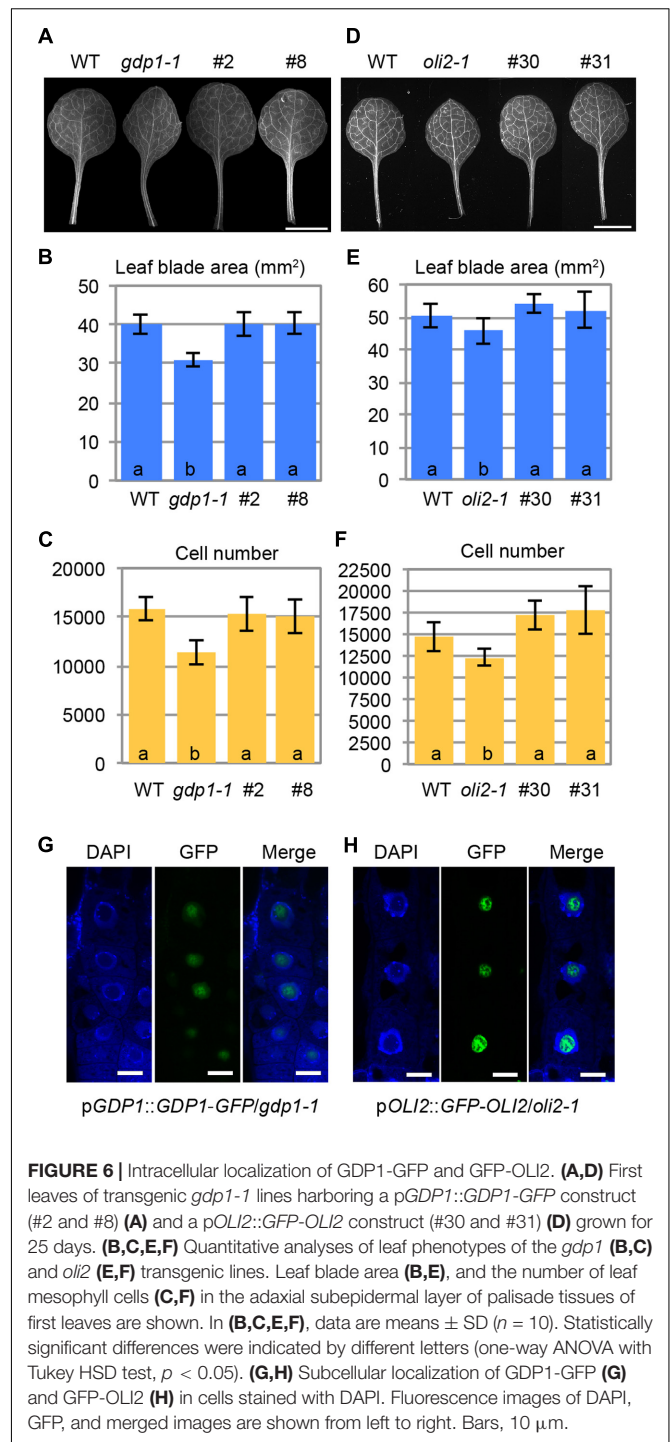 A
WT gdp1-1 #2 #8
D
WT oli2-1 #30 #31
B
Leaf blade area (mm²)
50
40
30
20
10
0
a b a a
WT gdp1-1 #2 #8
E
Leaf blade area (mm²)
60
50
40
30
20
10
0
a b a a
WT oli2-1 #30 #31
C
Cell number
20000
15000
10000
5000
0
a b a a
WT gdp1-1 #2 #8
F
Cell number
22500
20000
17500
15000
12500
10000
7500
5000
2500
0
a b a a
WT oli2-1 #30 #31
G
DAPI GFP Merge
pGDP1::GDP1-GFP/gdp1-1
H
DAPI GFP Merge
pOLI2::GFP-OLI2/oli2-1
FIGURE 6 | Intracellular localization of GDP1-GFP and GFP-OLI2. (A,D) First
leaves of transgenic gdp1-1 lines harboring a pGDP1::GDP1-GFP construct
(#2 and #8) (A) and a pOLI2::GFP-OLI2 construct (#30 and #31) (D) grown for
25 days. (B,C,E,F) Quantitative analyses of leaf phenotypes of the gdp1 (B,C)
and oli2 (E,F) transgenic lines. Leaf blade area (B,E), and the number of leaf
mesophyll cells (C,F) in the adaxial subepidermal layer of palisade tissues of
first leaves are shown. In (B,C,E,F), data are means ± SD (n = 10). Statistically
significant differences were indicated by different letters (one-way ANOVA with
Tukey HSD test, p < 0.05). (G,H) Subcellular localization of GDP1-GFP (G)
and GFP-OLI2 (H) in cells stained with DAPI. Fluorescence images of DAPI,
GFP, and merged images are shown from left to right. Bars, 10 μm.